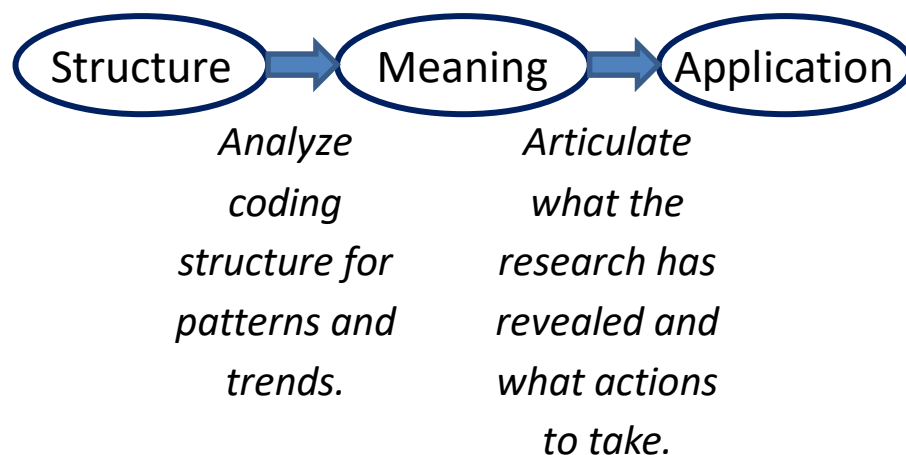 Structure Meaning Application
Analyze
coding
structure for
patterns and
trends.
Articulate
what the
research has
revealed and
what actions
to take.